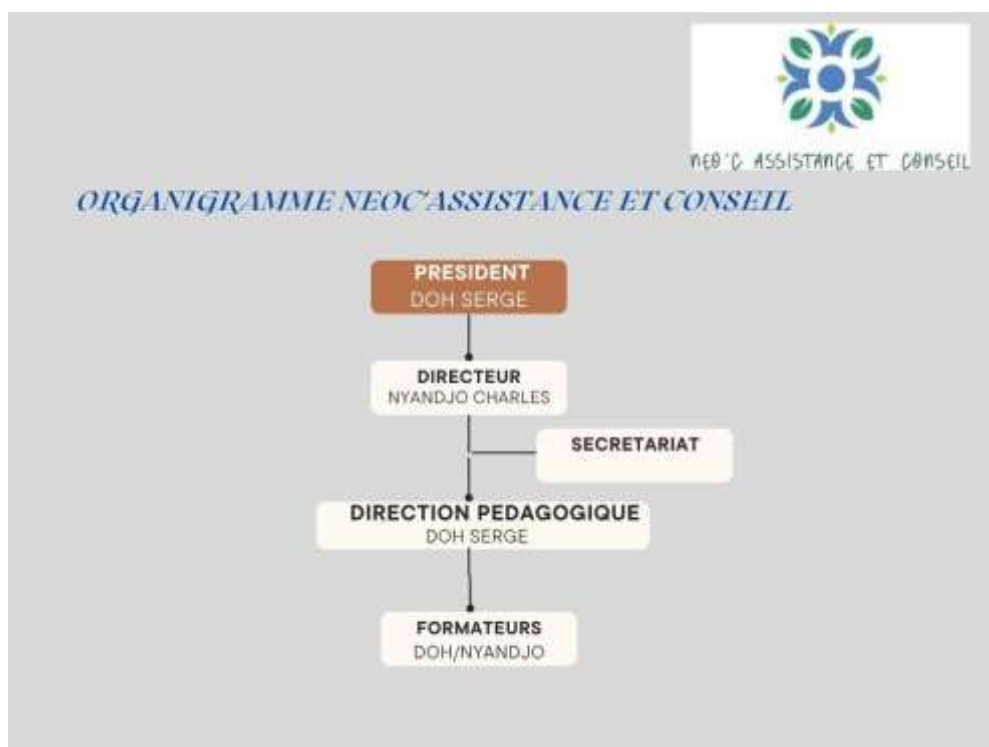 NEO'C ASSISTANCE ET CONSEIL
ORGANIGRAMME NEOC'ASSISTANCE ET CONSEIL
PRESIDENT
DOH SERGE
DIRECTEUR
NYANDJO CHARLES
SECRETARIAT
DIRECTION PEDAGOGIQUE
DOH SERGE
FORMATEURS
DOH/NYANDJO